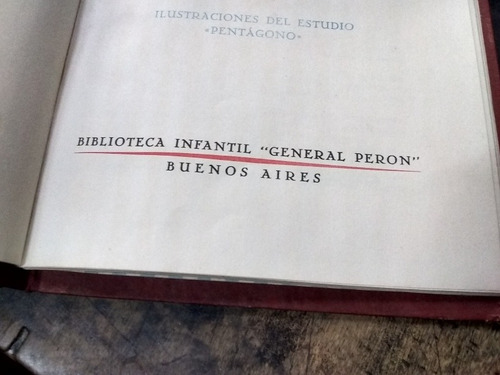 ILUSTRACIONES DEL ESTUDIO
«PENTÁGONO»
BIBLIOTECA INFANTIL “GENERAL PERON”
BUENOS AIRES